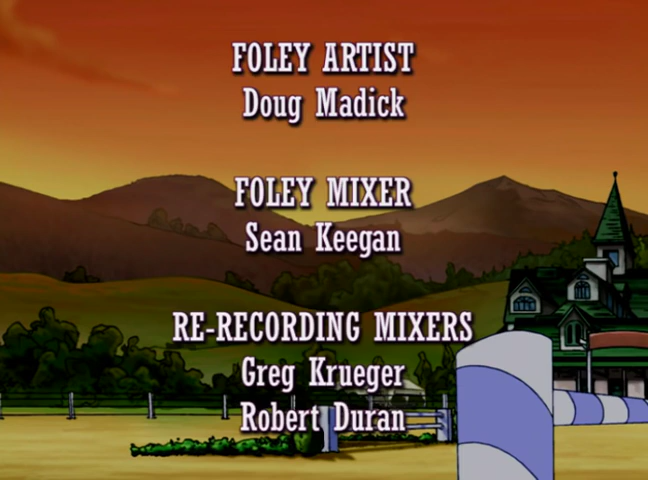 FOLEY ARTIST
Doug Madick
FOLEY MIXER
Sean Keegan
RE-RECORDING MIXERS
Greg Krueger
Robert Duran